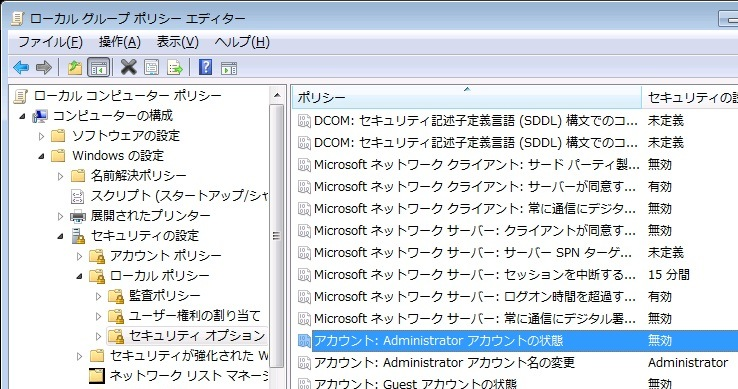 ローカル グループ ポリシー エディター
ファイル(F) 操作(A) 表示(V) ヘルプ(H)
ローカル コンピューター ポリシー
コンピューターの構成
ソフトウェアの設定
Windows の設定
名前解決ポリシー
スクリプト (スタートアップ/シャ
展開されたプリンター
セキュリティの設定
アカウント ポリシー
ローカル ポリシー
監査ポリシー
ユーザー権利の割り当て
セキュリティ オプション
セキュリティが強化された W
ネットワーク リスト マネー
ポリシー セキュリティの設
DCOM: セキュリティ記述子定義言語 (SDDL) 構文でのコ... 未定義
DCOM: セキュリティ記述子定義言語 (SDDL) 構文でのコ... 未定義
Microsoft ネットワーク クライアント: サード パーティ製... 無効
Microsoft ネットワーク クライアント: サーバーが同意す... 有効
Microsoft ネットワーク クライアント: 常に通信にデジタ... 無効
Microsoft ネットワーク サーバー: クライアントが同意す... 無効
Microsoft ネットワーク サーバー: サーバー SPN ターゲ... 未定義
Microsoft ネットワーク サーバー: セッションを中断する... 15 分間
Microsoft ネットワーク サーバー: ログオン時間を超過す... 有効
Microsoft ネットワーク サーバー: 常に通信にデジタル署... 無効
アカウント: Administrator アカウントの状態 無効
アカウント: Administrator アカウント名の変更 Administrator
アカウント: Guest アカウントの状態 無効